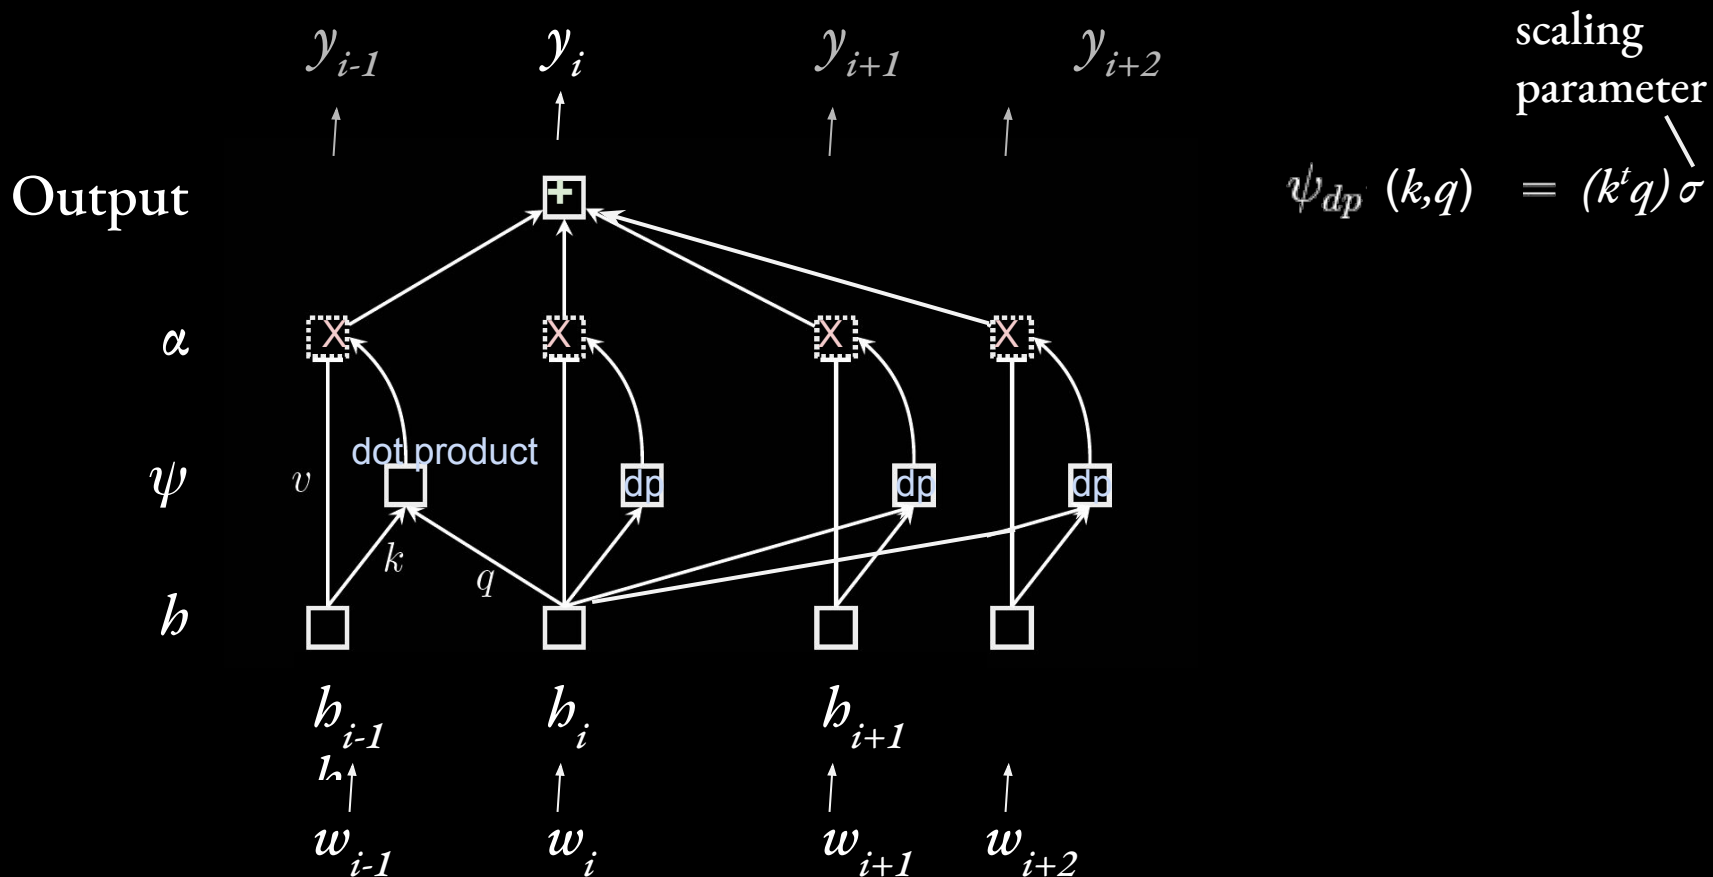 y_{i-1} y_i y_{i+1} y_{i+2}
scaling
parameter
Output
+
ψ_{dp} (k,q) = (k^t q) σ
α X X X X
dot product
ψ v dp dp dp
k q
h
h_{i-1} h_i h_{i+1}
h
w_{i-1} w_i w_{i+1} w_{i+2}